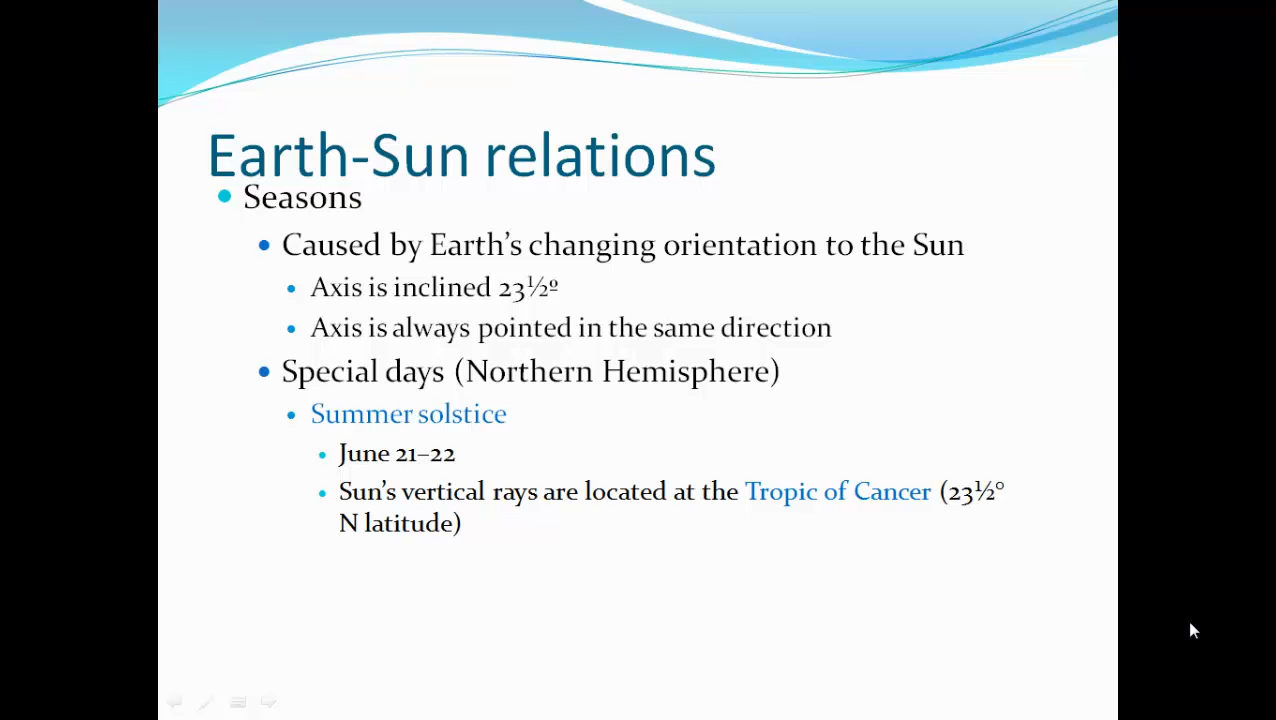 Earth-Sun relations
• Seasons
• Caused by Earth’s changing orientation to the Sun
• Axis is inclined 23½º
• Axis is always pointed in the same direction
• Special days (Northern Hemisphere)
• Summer solstice
• June 21–22
• Sun’s vertical rays are located at the Tropic of Cancer (23½°
N latitude)